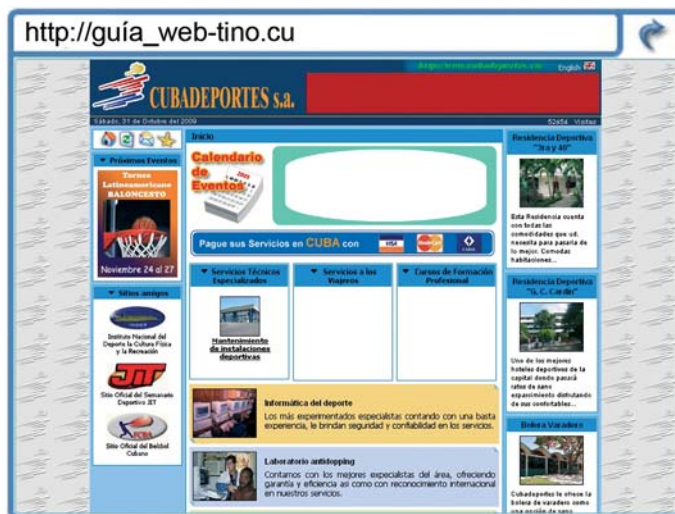 http://guía_web-tino.cu
English
CUBADEPORTES s.a.
Sábado, 31 de Octubre del 2009
52454 Visitas
Inicio
Próximos Eventos
Torneo
Latinoamericano
BALONCESTO
Noviembre 24 al 27
Sitios amigos
Instituto Nacional del
Deporte la Cultura Física
y la Recreación
JIT
Sitio Oficial del Semanario
Deportivo JIT
Sitio Oficial del Beisbol
Cubano
Calendario
de
Eventos
2009
Pague sus Servicios en CUBA con
VISA
MasterCard
Servicios Técnicos
Especializados
Mantenimiento
de instalaciones
deportivas
Servicios a los
Viajeros
Cursos de Formación
Profesional
Informática del deporte
Los más experimentados especialistas contando con una basta
experiencia, le brindan seguridad y confiabilidad en los servicios.
Laboratorio antidopping
Contamos con los mejores expecialistas del área, ofreciendo
garantía y eficiencia asi como con reconocimiento internacional
en nuestros servicios.
Residencia Deportiva
"3ra y 40"
Esta Residencia cuenta
con todas las
comodidades que ud.
necesita para pasarla de
lo mejor. Comodas
habitaciones...
Residencia Deportiva
Uno de los mejores
hoteles deportivos de la
capital donde pasará
ratos de sano
esparcimiento disfrutando
de sus confortables...
Bolera Varadero
Cubadeportes le ofrece la
bolera de varadero como
una opción de sano